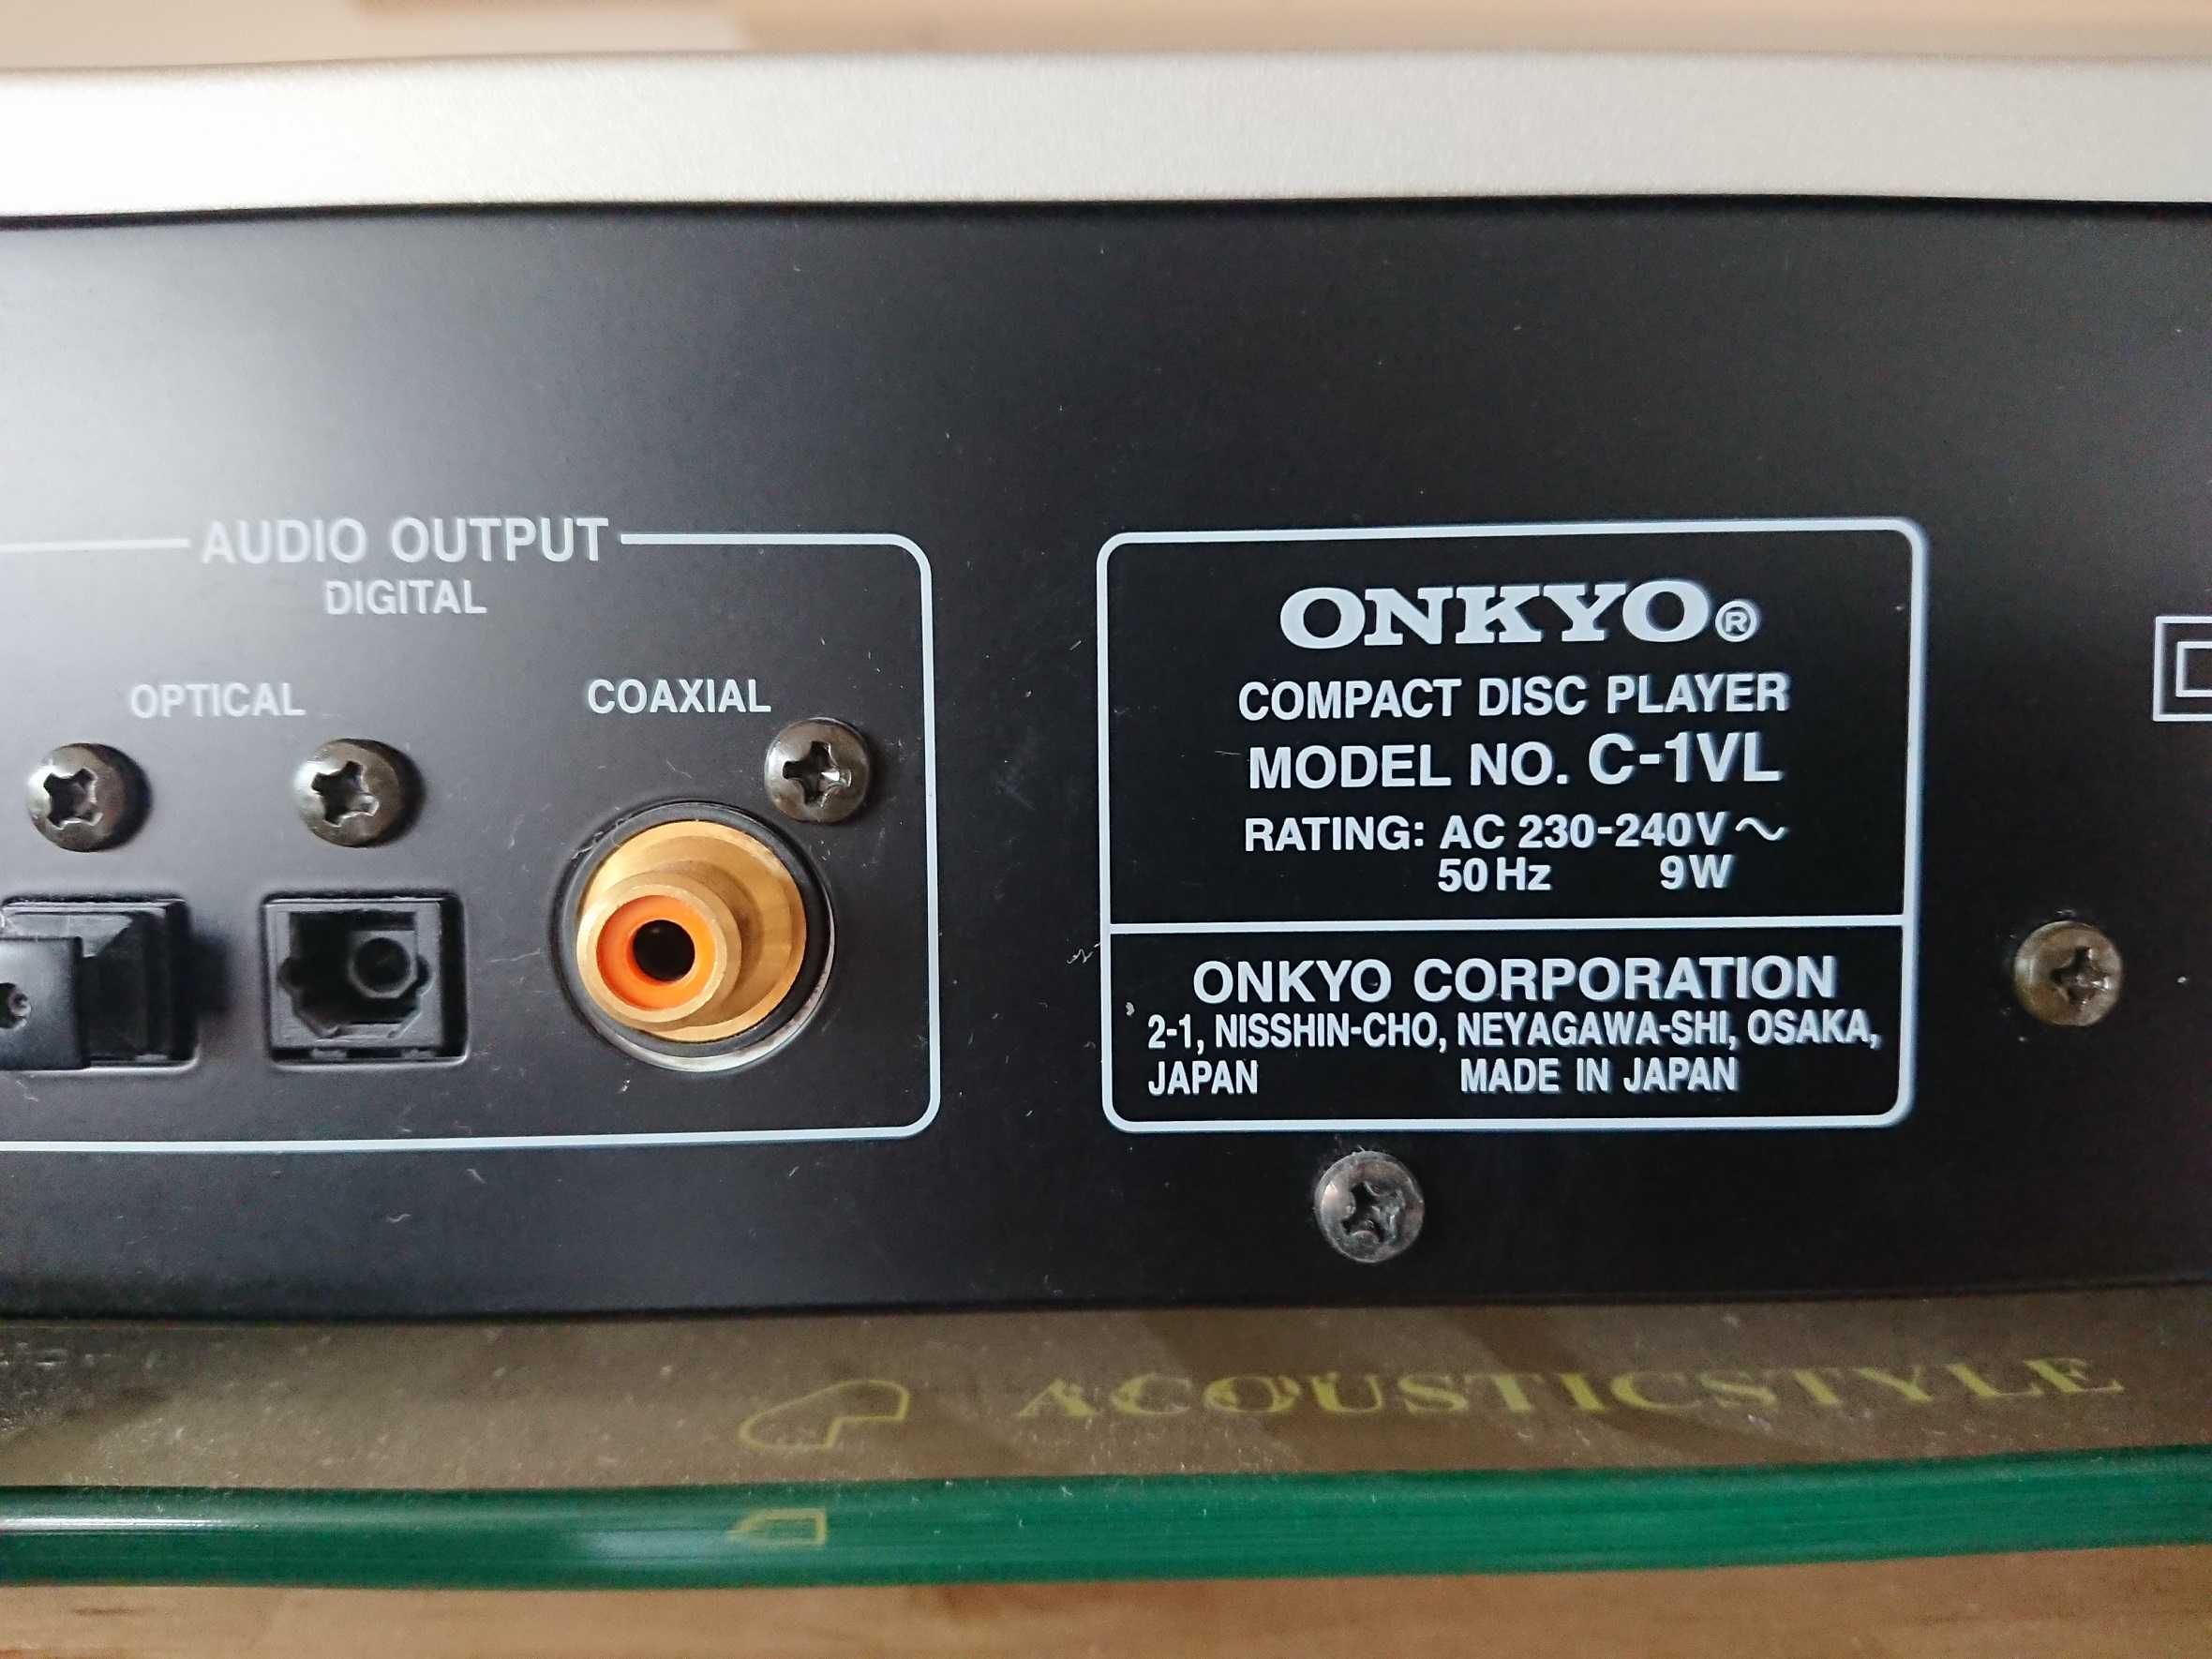 AUDIO OUTPUT
DIGITAL
OPTICAL
COAXIAL
ONKYO®
COMPACT DISC PLAYER
MODEL NO. C-1VL
RATING: AC 230-240V ~
50 Hz 9W
ONKYO CORPORATION
2-1, NISSHIN-CHO, NEYAGAWA-SHI, OSAKA,
JAPAN MADE IN JAPAN
ACOUSTICSTYLE